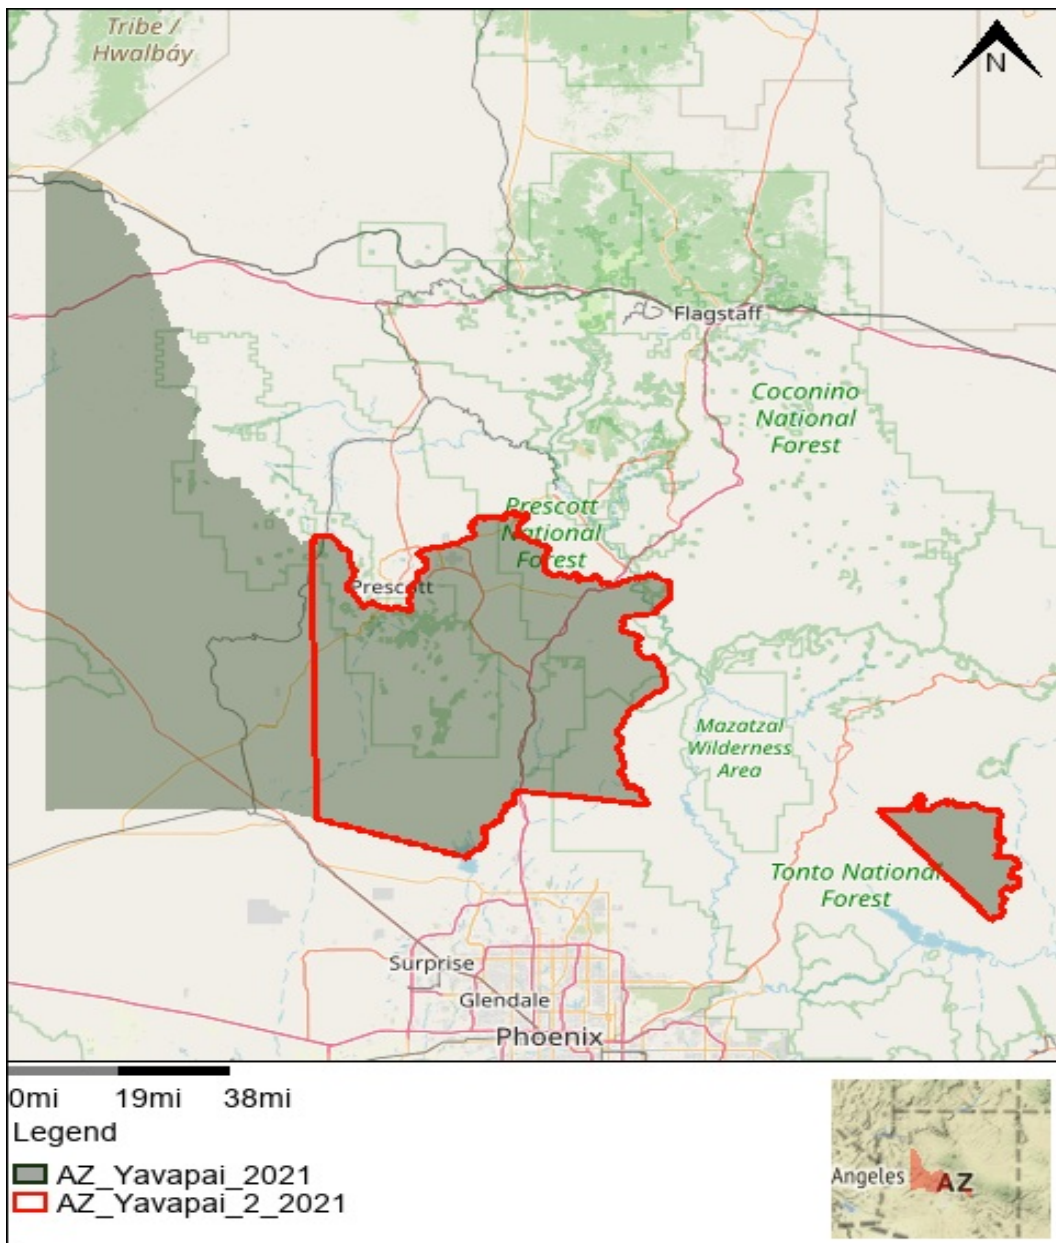 Tribe /
Hwalbáy
N
Flagstaff
Coconino
National
Forest
Prescott
National
Forest
Prescott
Mazatzal
Wilderness
Area
Tonto National
Forest
Surprise
Glendale
Phoenix
0mi 19mi 38mi
Legend
AZ_Yavapai_2021
AZ_Yavapai_2_2021
Angeles
AZ